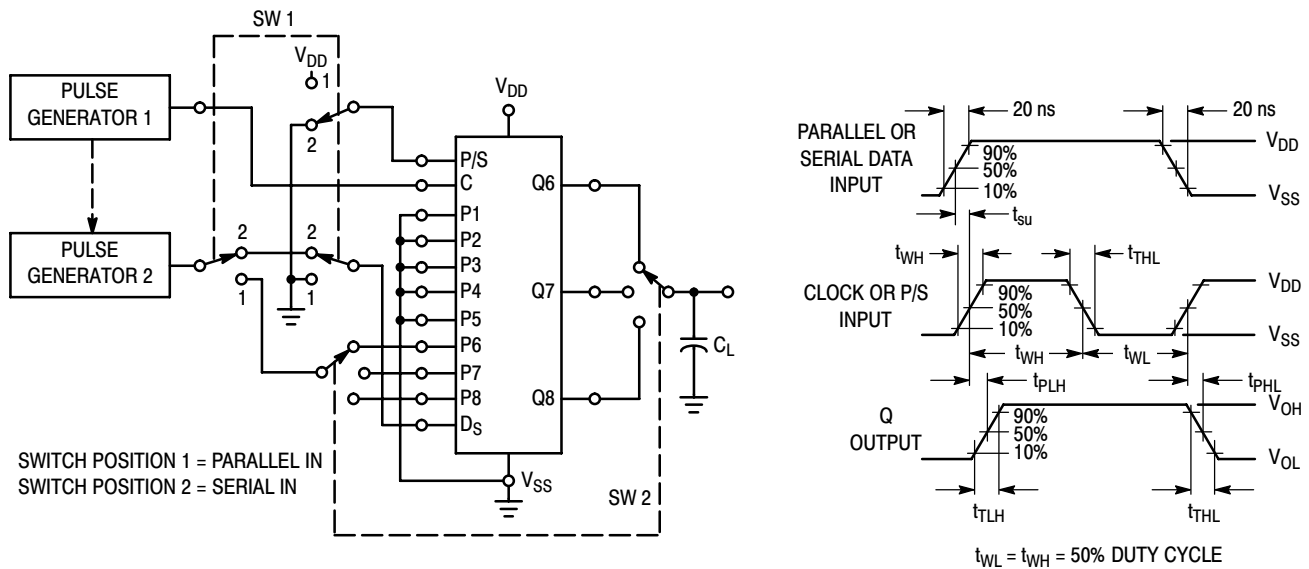 SW 1
VDD
1
2
PULSE
GENERATOR 1
PULSE
GENERATOR 2
2
1
2
1
VDD
P/S
C
P1
P2
P3
P4
P5
P6
P7
P8
DS
Q6
Q7
Q8
VSS
CL
SW 2
SWITCH POSITION 1 = PARALLEL IN
SWITCH POSITION 2 = SERIAL IN
20 ns
20 ns
PARALLEL OR
SERIAL DATA
INPUT
90%
50%
10%
VDD
VSS
tsu
tWH
tTHL
CLOCK OR P/S
INPUT
90%
50%
10%
VDD
VSS
tWH
tWL
tPLH
tPHL
Q
OUTPUT
90%
50%
10%
VOH
VOL
tTLH
tTHL
tWL = tWH = 50% DUTY CYCLE